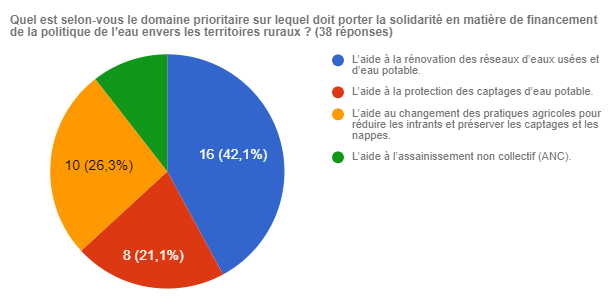 Quel est selon-vous le domaine prioritaire sur lequel doit porter la solidarité en matière de financement
de la politique de l'eau envers les territoires ruraux ? (38 réponses)
L'aide à la rénovation des réseaux d'eaux usées et
d'eau potable.
L'aide à la protection des captages d'eau potable.
L'aide au changement des pratiques agricoles pour
réduire les intrants et préserver les captages et les
nappes.
L'aide à l'assainissement non collectif (ANC).
16 (42,1%)
10 (26,3%)
8 (21,1%)